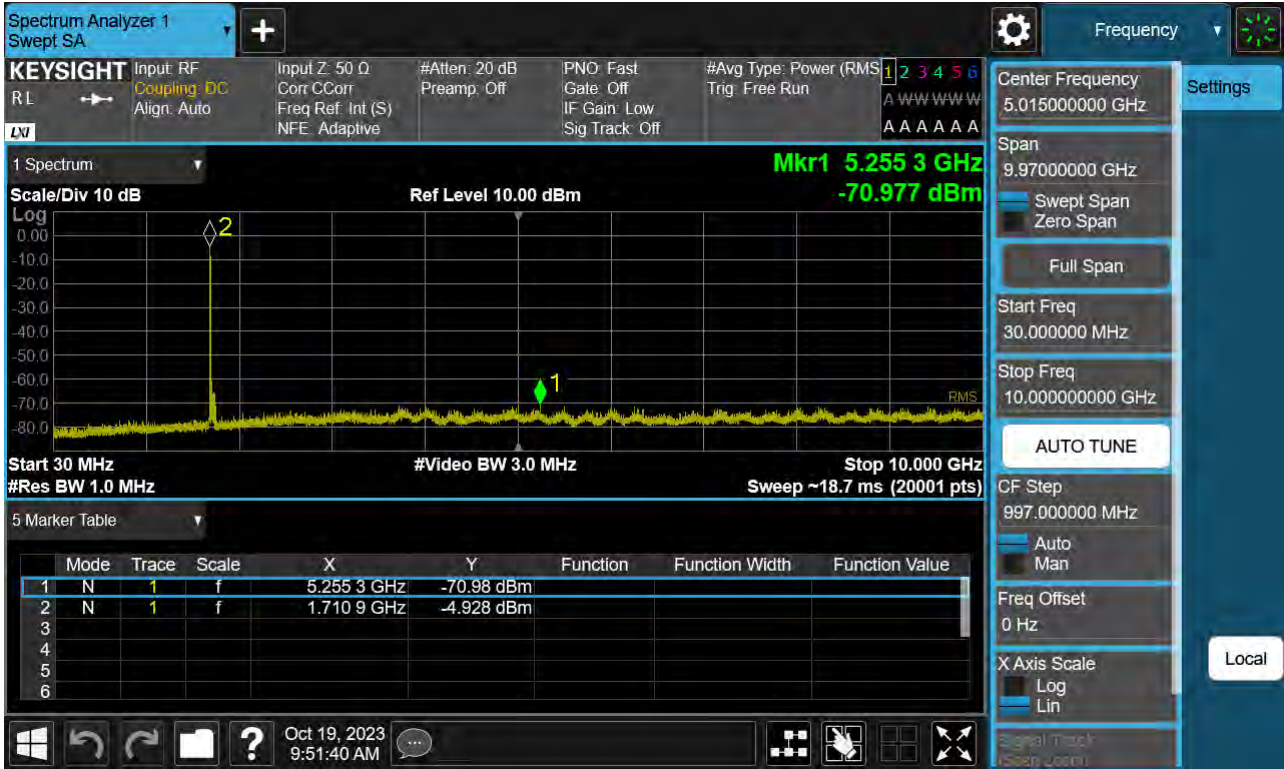 Spectrum Analyzer 1
Swept SA
+
Frequency
KEYSIGHT
RL
LXI
Input: RF
Coupling: DC
Align: Auto
Input Z: 50 Ω
Corr CCorr
Freq Ref: Int (S)
NFE: Adaptive
#Atten: 20 dB
Preamp: Off
PNO: Fast
Gate: Off
IF Gain: Low
Sig Track: Off
#Avg Type: Power (RMS
Trig: Free Run
1 2 3 4 5 6
A W W W W W
A A A A A A
1 Spectrum
Scale/Div 10 dB
Ref Level 10.00 dBm
Mkr1 5.255 3 GHz
-70.977 dBm
Log
0.00
-10.0
-20.0
-30.0
-40.0
-50.0
-60.0
-70.0
-80.0
2
1
RMS
Start 30 MHz
#Video BW 3.0 MHz
Stop 10.000 GHz
#Res BW 1.0 MHz
Sweep ~18.7 ms (20001 pts)
5 Marker Table
Mode Trace Scale X Y Function Function Width Function Value
1 N 1 f 5.255 3 GHz -70.98 dBm
2 N 1 f 1.710 9 GHz -4.928 dBm
3
4
5
6
Center Frequency
5.015000000 GHz
Settings
Span
9.97000000 GHz
Swept Span
Zero Span
Full Span
Start Freq
30.000000 MHz
Stop Freq
10.000000000 GHz
AUTO TUNE
CF Step
997.000000 MHz
Auto
Man
Freq Offset
0 Hz
X Axis Scale
Log
Lin
Local
Signal Track
(Span Zoom)
?
Oct 19, 2023
9:51:40 AM